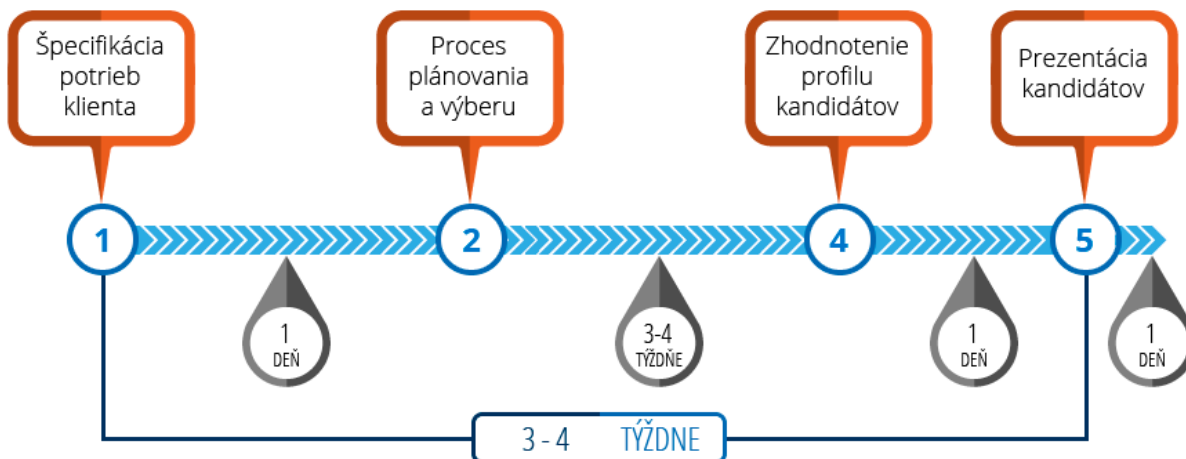 Špecifikácia
potrieb
klienta
Proces
plánovania
a výberu
Zhodnotenie
profilu
kandidátov
Prezentácia
kandidátov
1
2
4
5
1
DEŇ
3-4
TÝŽDŇE
1
DEŇ
1
DEŇ
3 - 4 TÝŽDNE